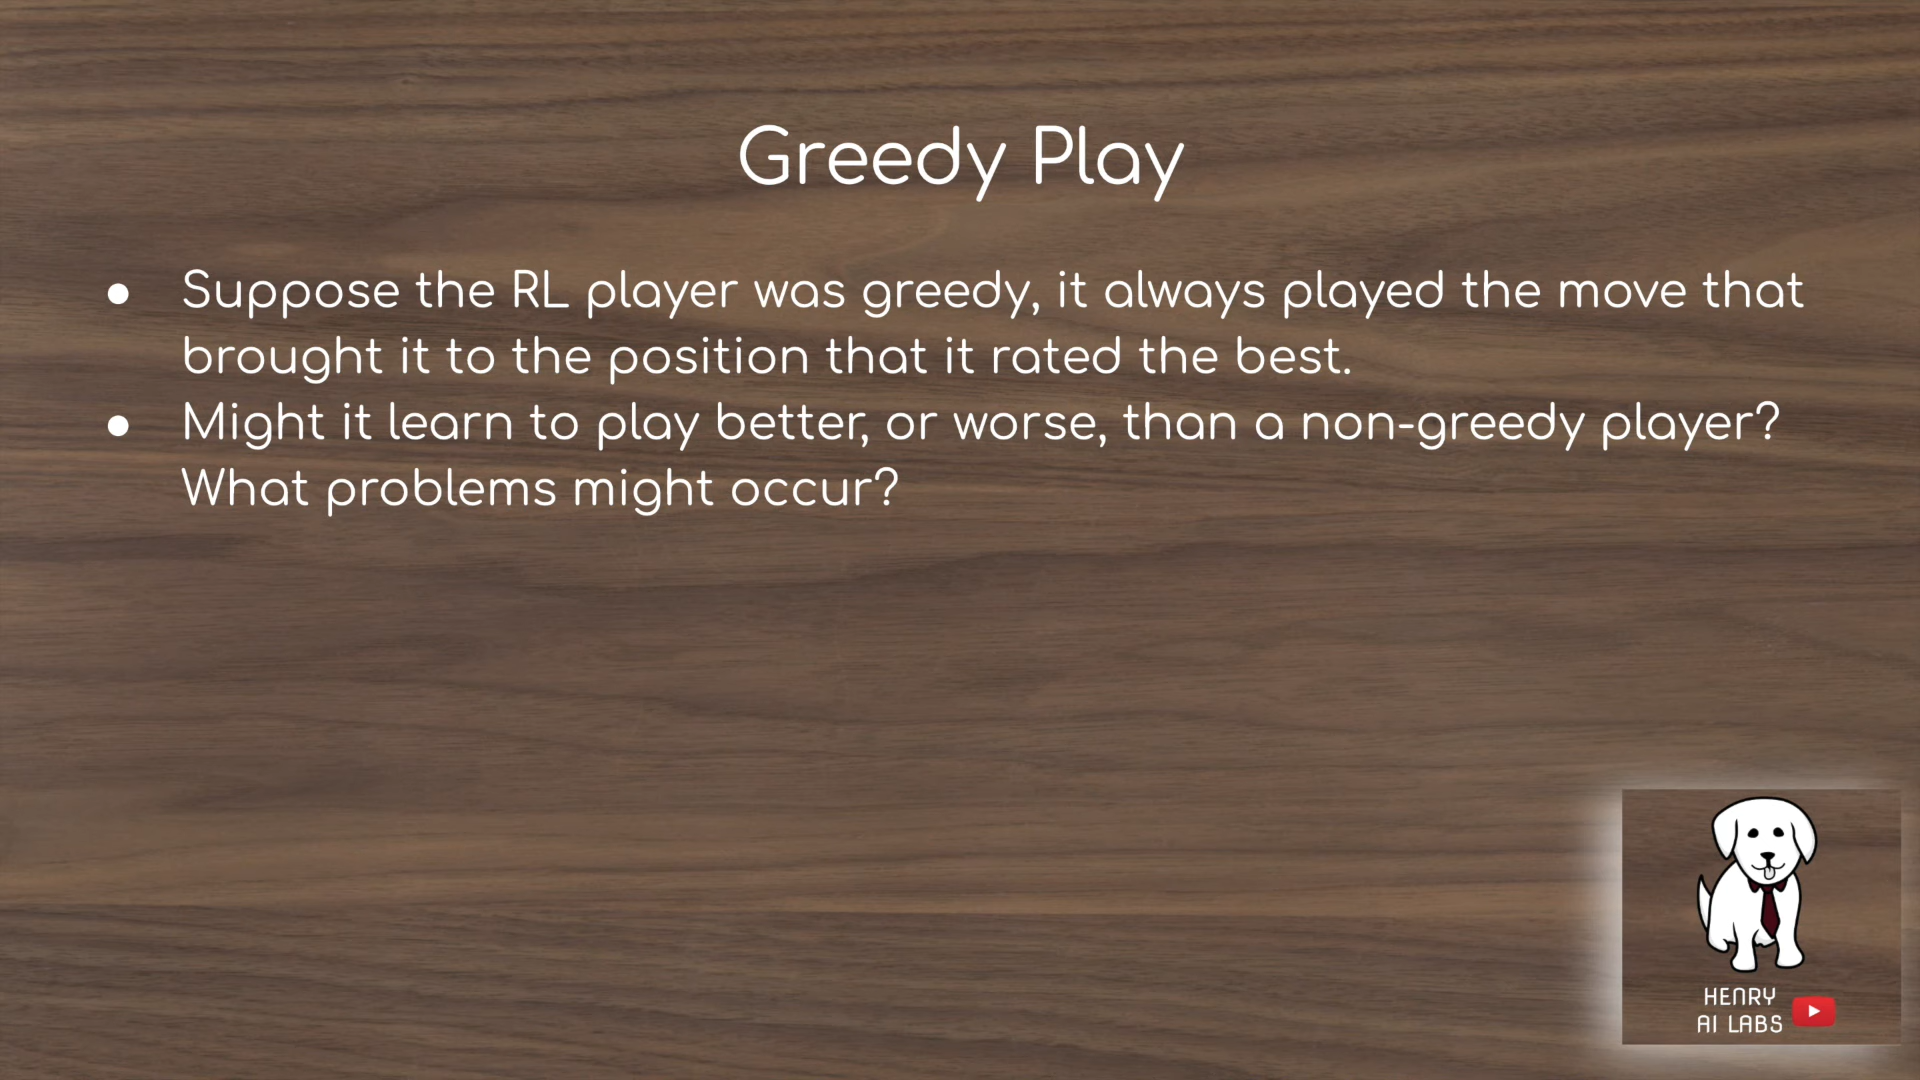 Greedy Play
● Suppose the RL player was greedy, it always played the move that
brought it to the position that it rated the best.
● Might it learn to play better, or worse, than a non-greedy player?
What problems might occur?
HENRY
AI LABS